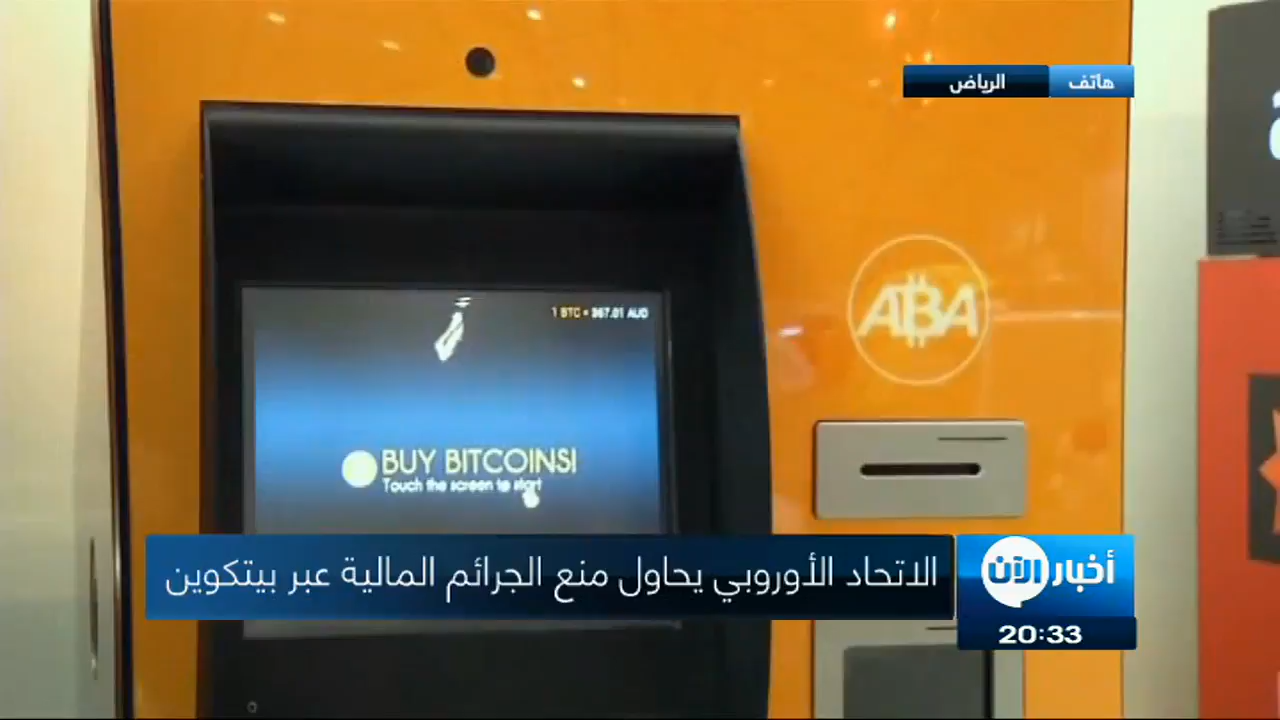 هاتف
الرياض
1 BTC = 367.01 AUD
ABA
BUY BITCOINS!
Touch the screen to start
الاتحاد الأوروبي يحاول منع الجرائم المالية عبر بيتكوين
أخبار الآن
20:33